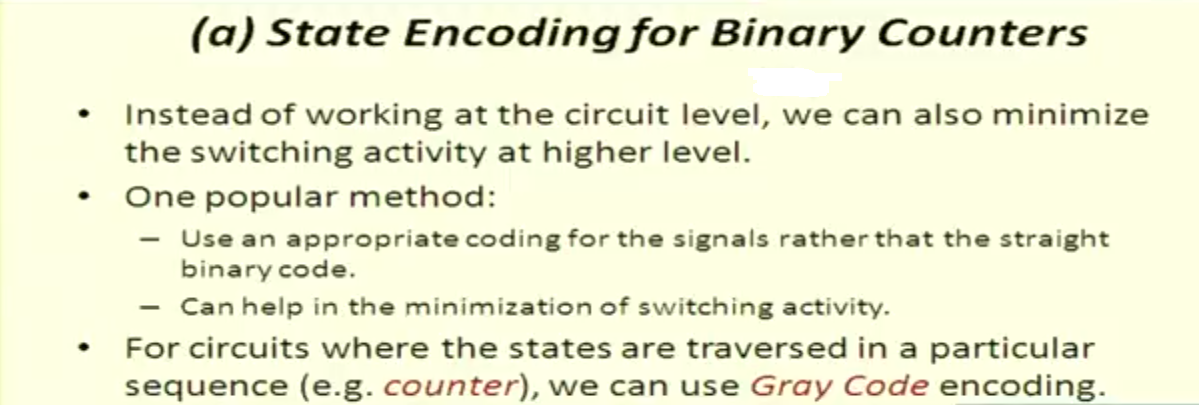 (a) State Encoding for Binary Counters
• Instead of working at the circuit level, we can also minimize
the switching activity at higher level.
• One popular method:
– Use an appropriate coding for the signals rather that the straight
binary code.
– Can help in the minimization of switching activity.
• For circuits where the states are traversed in a particular
sequence (e.g. counter), we can use Gray Code encoding.